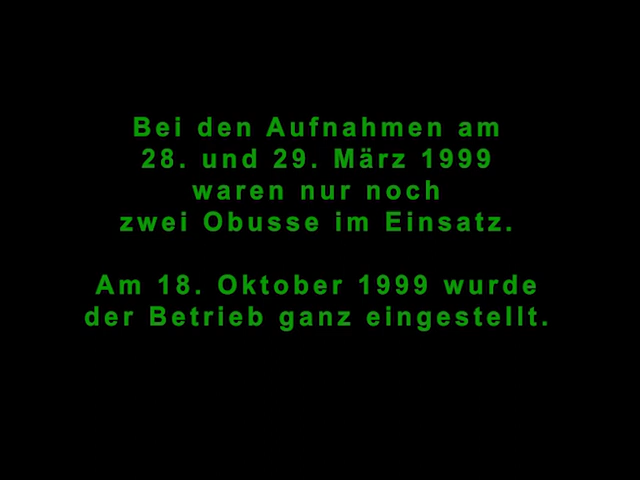 Bei den Aufnahmen am
28. und 29. März 1999
waren nur noch
zwei Obusse im Einsatz.
Am 18. Oktober 1999 wurde
der Betrieb ganz eingestellt.